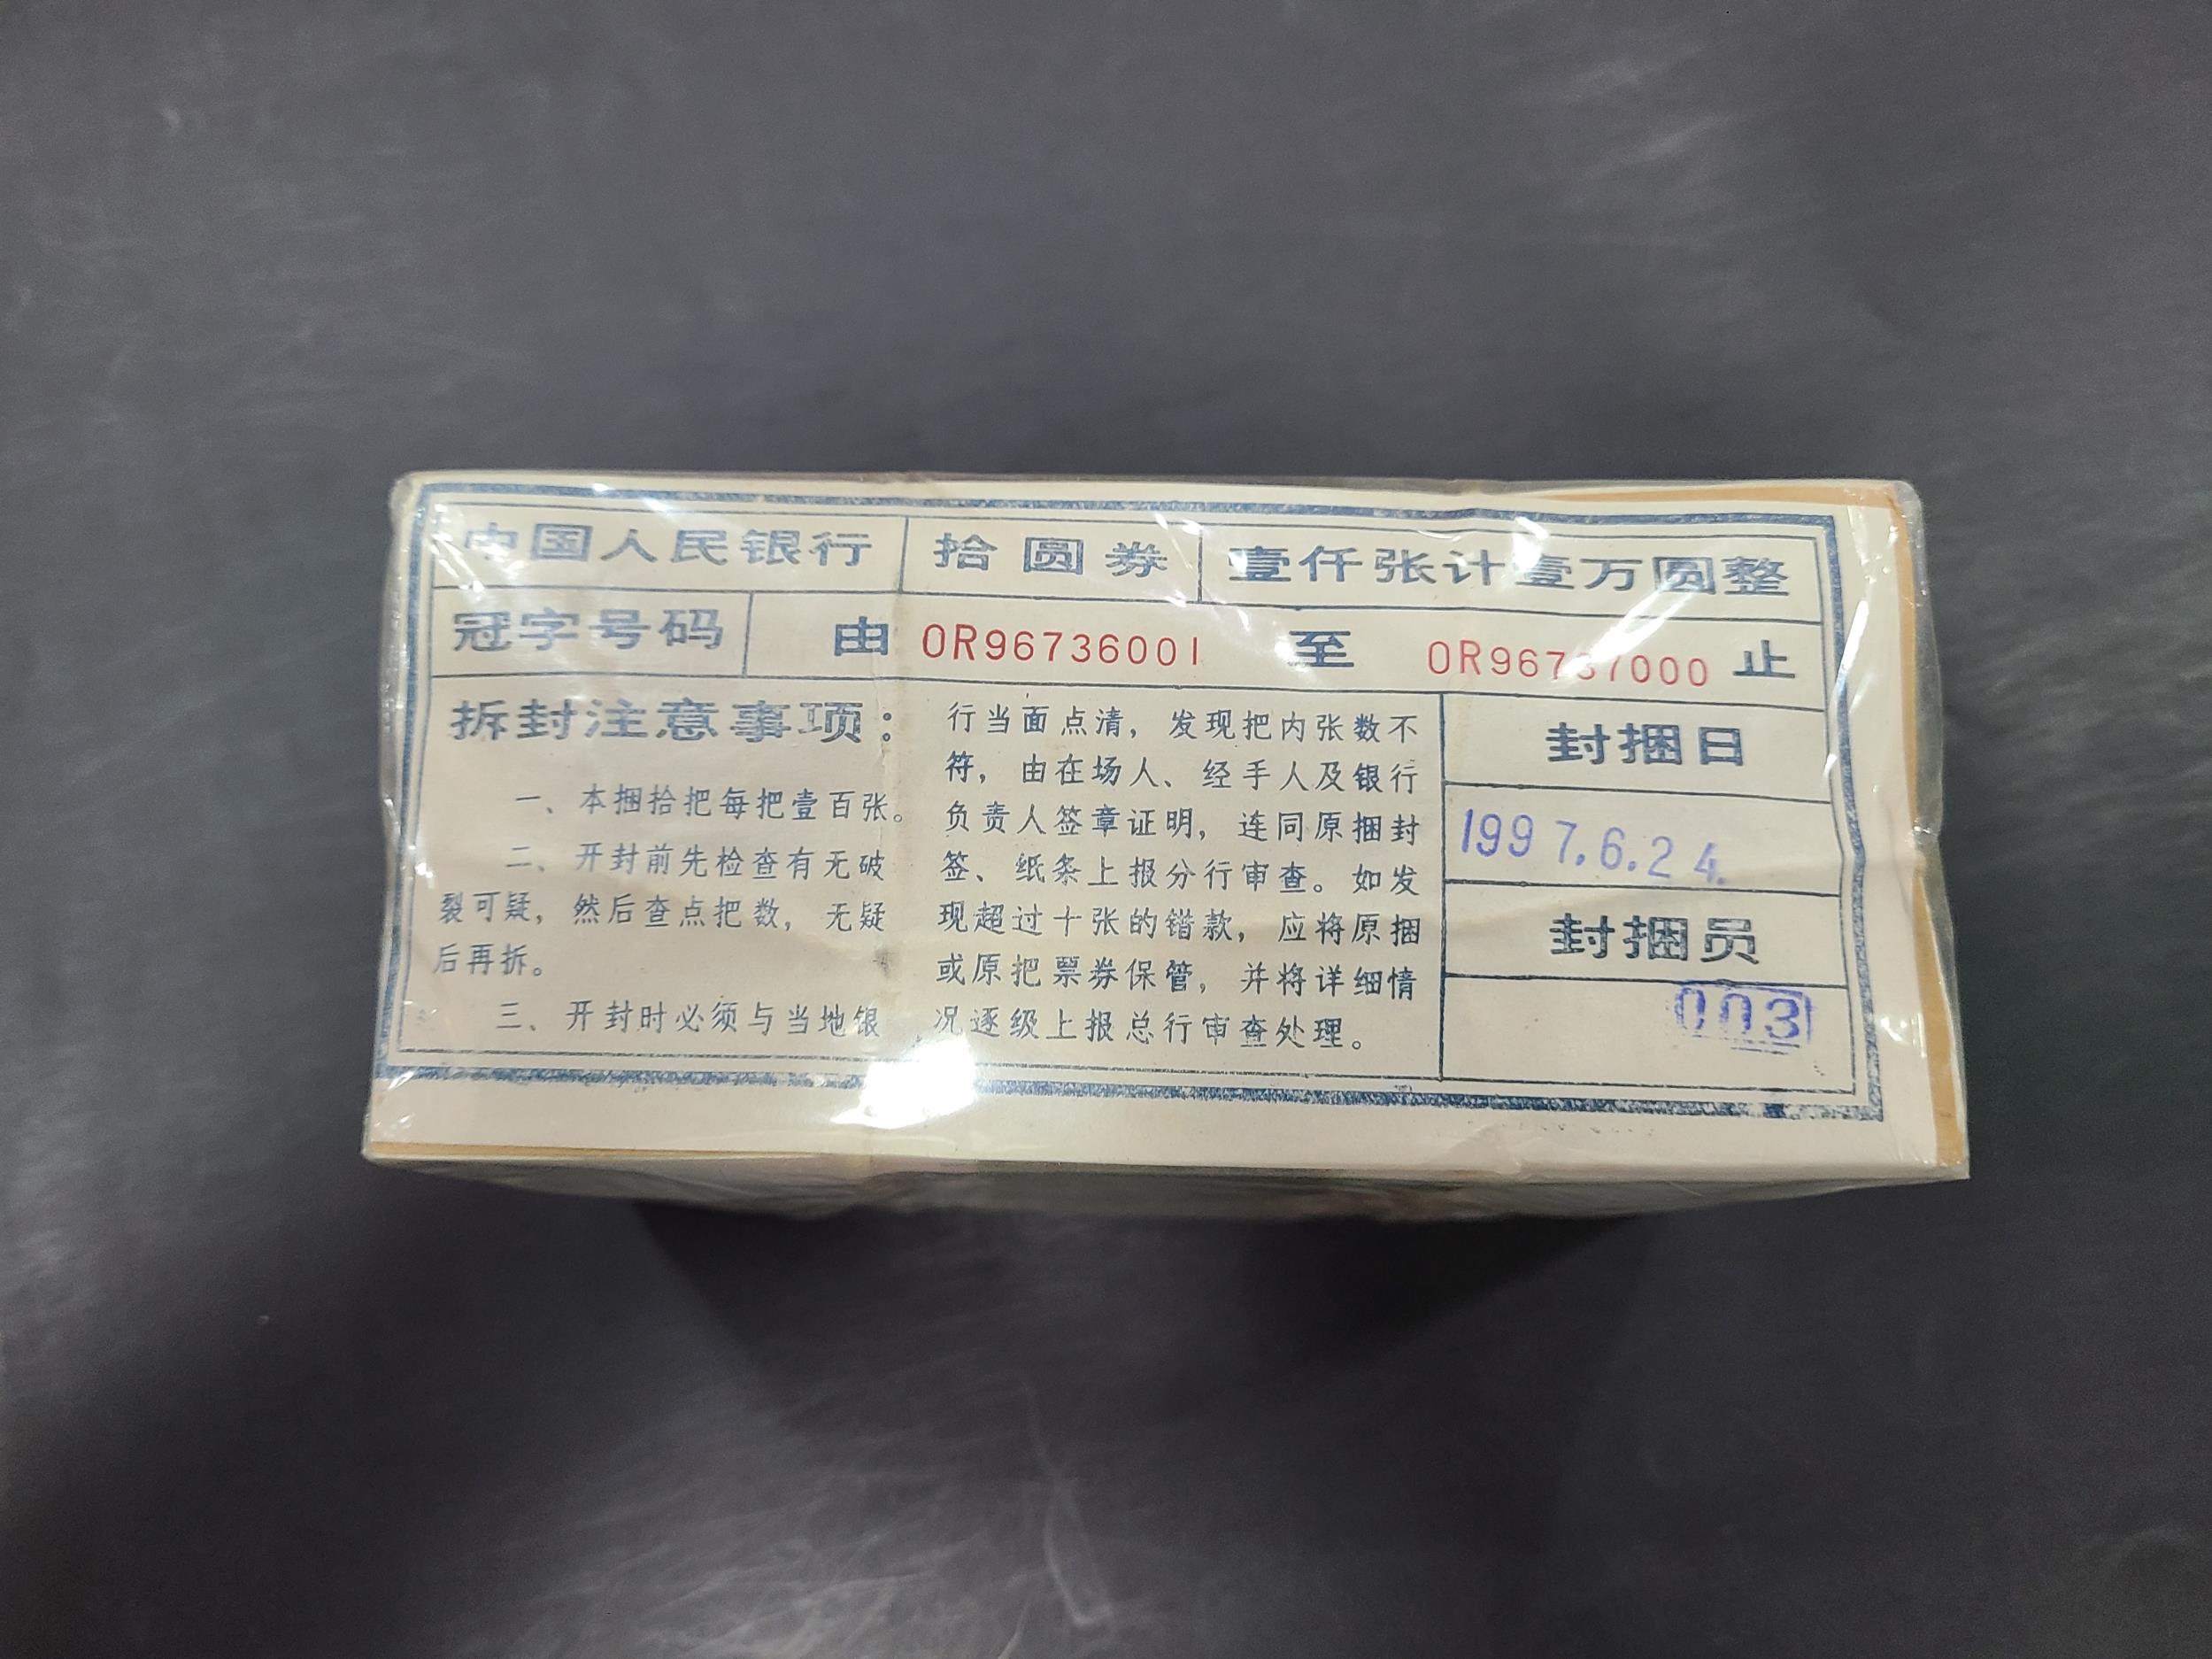 中国人民银行 拾圆券 壹仟张计壹万圆整
冠字号码 由 OR96736001 至 OR96737000 止
拆封注意事项：
一、本捆拾把每把壹百张。
二、开封前先检查有无破
裂可疑，然后查点把数，无疑
后再拆。
三、开封时必须与当地银
行当面点清，发现把内张数不
符，由在场人、经手人及银行
负责人签章证明，连同原捆封
签、纸条上报分行审查。如发
现超过十张的错款，应将原捆
或原把票券保管，并将详细情
况逐级上报总行审查处理。
封捆日
1997.6.24.
封捆员
003